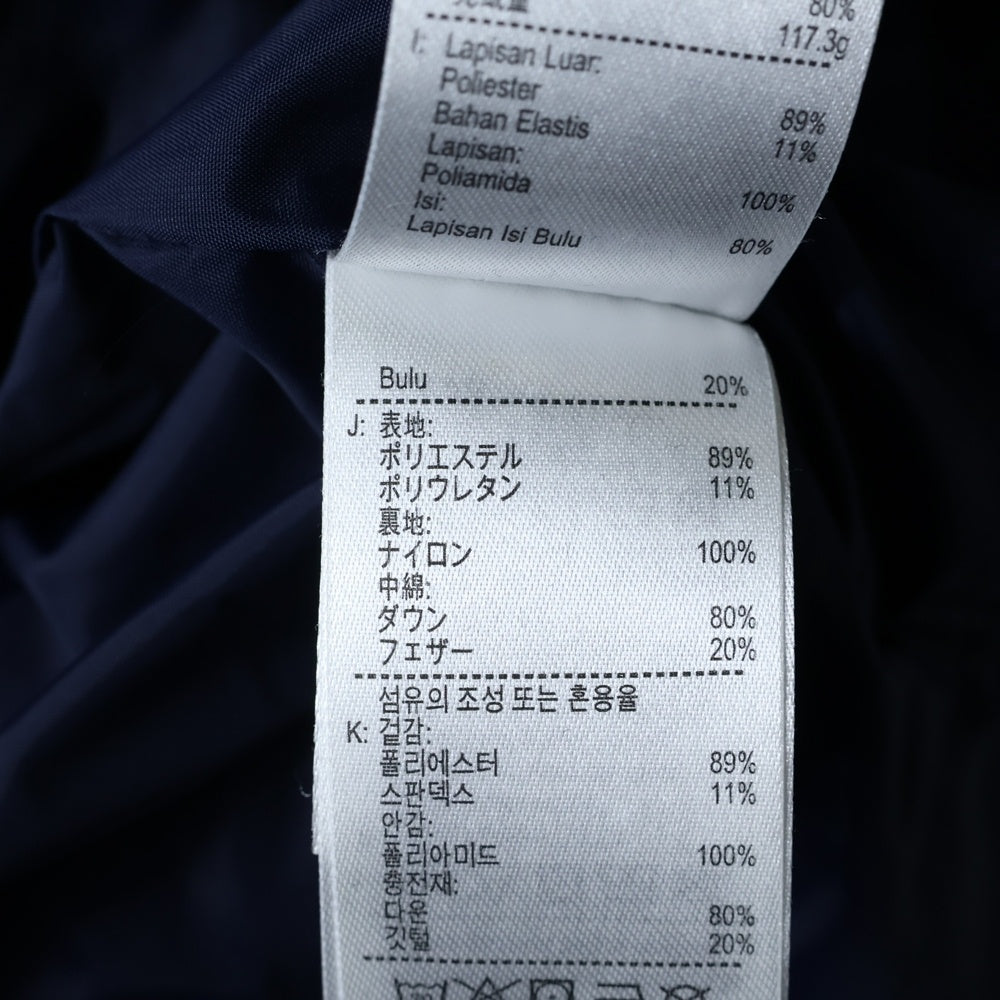 80%
117.3g
I: Lapisan Luar:
Poliester 89%
Bahan Elastis 11%
Lapisan:
Poliamida 100%
Isi:
Lapisan Isi Bulu 80%
Bulu 20%
J: 表地:
ポリエステル 89%
ポリウレタン 11%
裏地:
ナイロン 100%
中綿:
ダウン 80%
フェザー 20%
섬유의 조성 또는 혼용율
K: 겉감:
폴리에스터 89%
스판덱스 11%
안감:
폴리아미드 100%
충전재:
다운 80%
깃털 20%